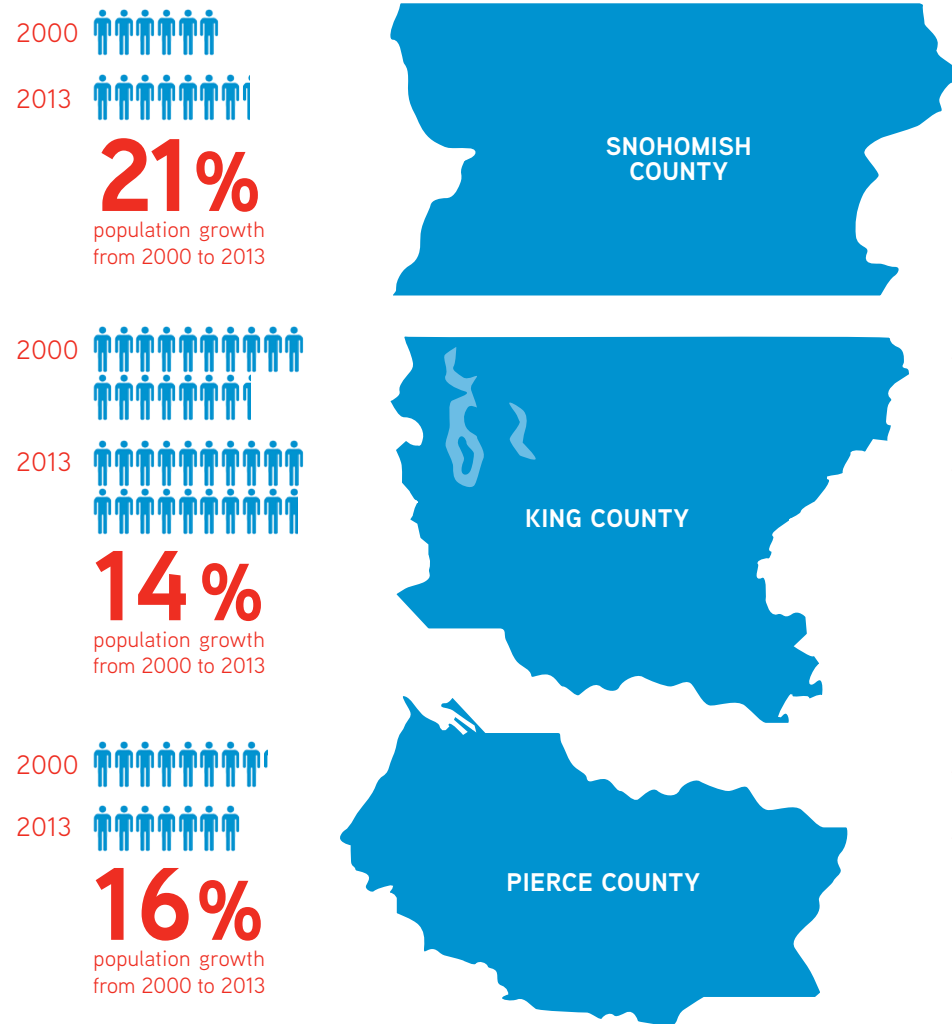 2000
2013
21%
population growth
from 2000 to 2013
SNOHOMISH
COUNTY
2000
2013
14%
population growth
from 2000 to 2013
KING COUNTY
2000
2013
16%
population growth
from 2000 to 2013
PIERCE COUNTY